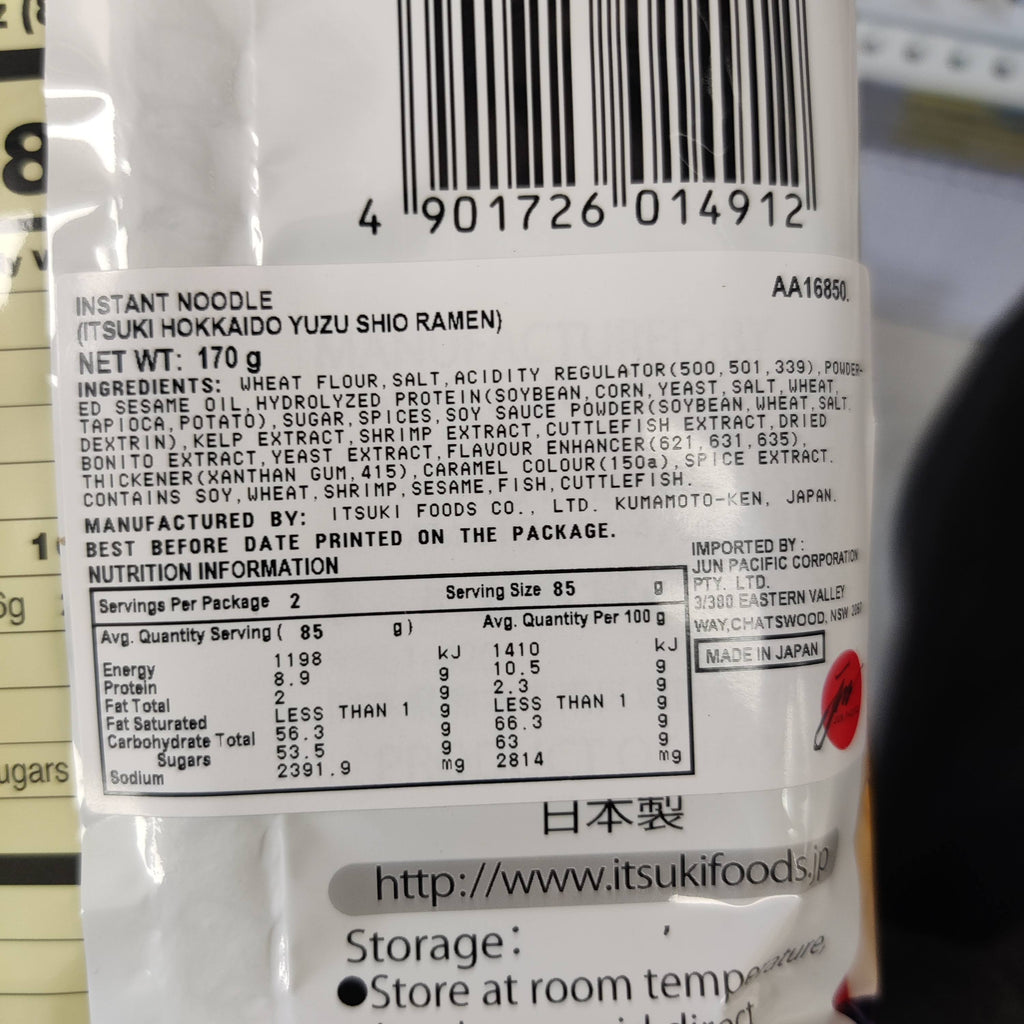 4 901726 014912
INSTANT NOODLE
AA16850.
(ITSUKI HOKKAIDO YUZU SHIO RAMEN)
NET WT: 170 g
INGREDIENTS: WHEAT FLOUR, SALT, ACIDITY REGULATOR(500, 501, 339), POWDER-
ED SESAME OIL, HYDROLYZED PROTEIN(SOYBEAN, CORN, YEAST, SALT, WHEAT,
TAPIOCA, POTATO), SUGAR, SPICES, SOY SAUCE POWDER(SOYBEAN, WHEAT, SALT,
DEXTRIN), KELP EXTRACT, SHRIMP EXTRACT, CUTTLEFISH EXTRACT, DRIED
BONITO EXTRACT, YEAST EXTRACT, FLAVOUR ENHANCER(621, 631, 635),
THICKENER(XANTHAN GUM, 415), CARAMEL COLOUR(150a), SPICE EXTRACT.
CONTAINS SOY, WHEAT, SHRIMP, SESAME, FISH, CUTTLEFISH.
MANUFACTURED BY: ITSUKI FOODS CO., LTD. KUMAMOTO-KEN, JAPAN.
BEST BEFORE DATE PRINTED ON THE PACKAGE.
NUTRITION INFORMATION
Servings Per Package 2 Serving Size 85 g
Avg. Quantity Serving ( 85 g) Avg. Quantity Per 100 g
Energy 1198 kJ 1410 kJ
Protein 8.9 g 10.5 g
Fat Total 2 g 2.3 g
Fat Saturated LESS THAN 1 g LESS THAN 1 g
Carbohydrate Total 56.3 g 66.3 g
Sugars 53.5 g 63 g
Sodium 2391.9 mg 2814 mg
IMPORTED BY :
JUN PACIFIC CORPORATION
PTY. LTD.
3/380 EASTERN VALLEY
WAY, CHATSWOOD, NSW
MADE IN JAPAN
日本製
http://www.itsukifoods.jp
Storage:
●Store at room temperature,
8
ugars